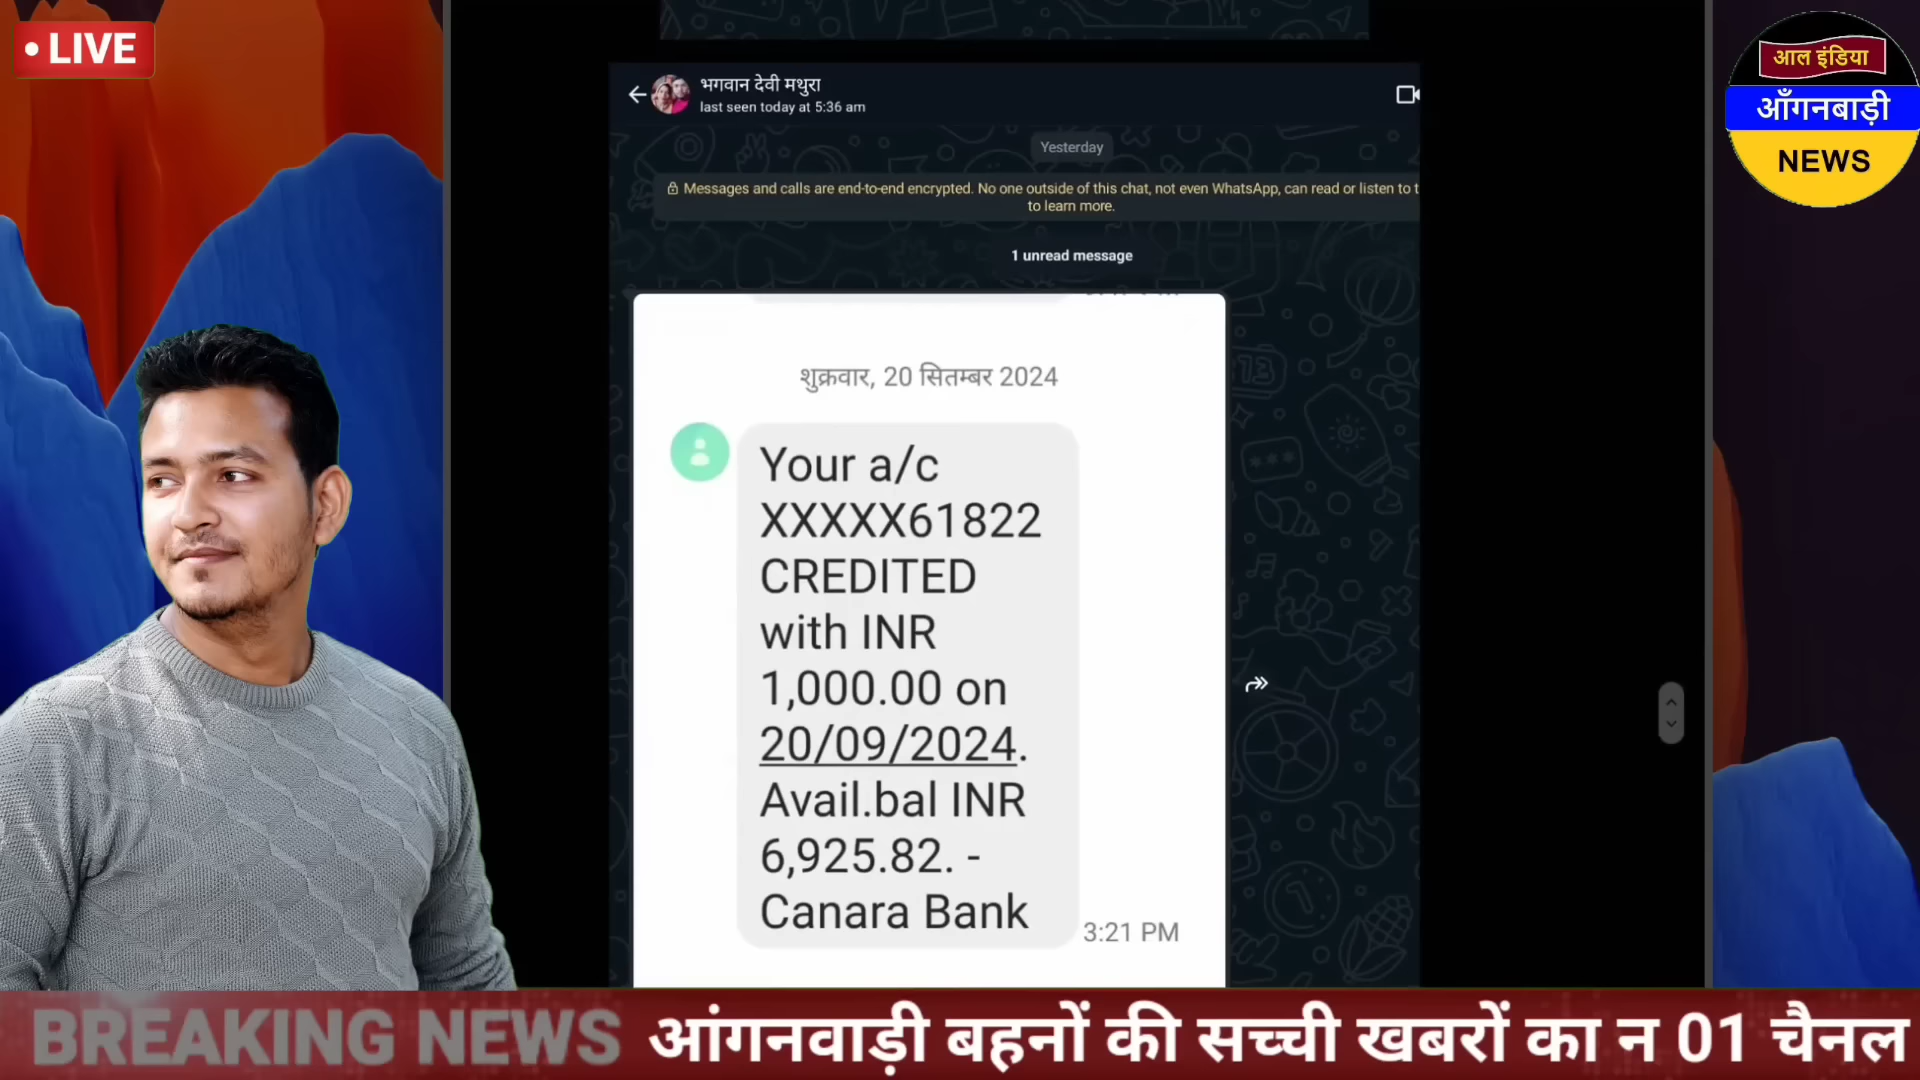 • LIVE
भगवान देवी मथुरा
last seen today at 5:36 am
आल इंडिया
आँगनबाड़ी
NEWS
Yesterday
Messages and calls are end-to-end encrypted. No one outside of this chat, not even WhatsApp, can read or listen to t
to learn more.
1 unread message
शुक्रवार, 20 सितम्बर 2024
Your a/c
XXXXX61822
CREDITED
with INR
1,000.00 on
20/09/2024.
Avail.bal INR
6,925.82. -
Canara Bank
3:21 PM
BREAKING NEWS आंगनवाड़ी बहनों की सच्ची खबरों का न 01 चैनल